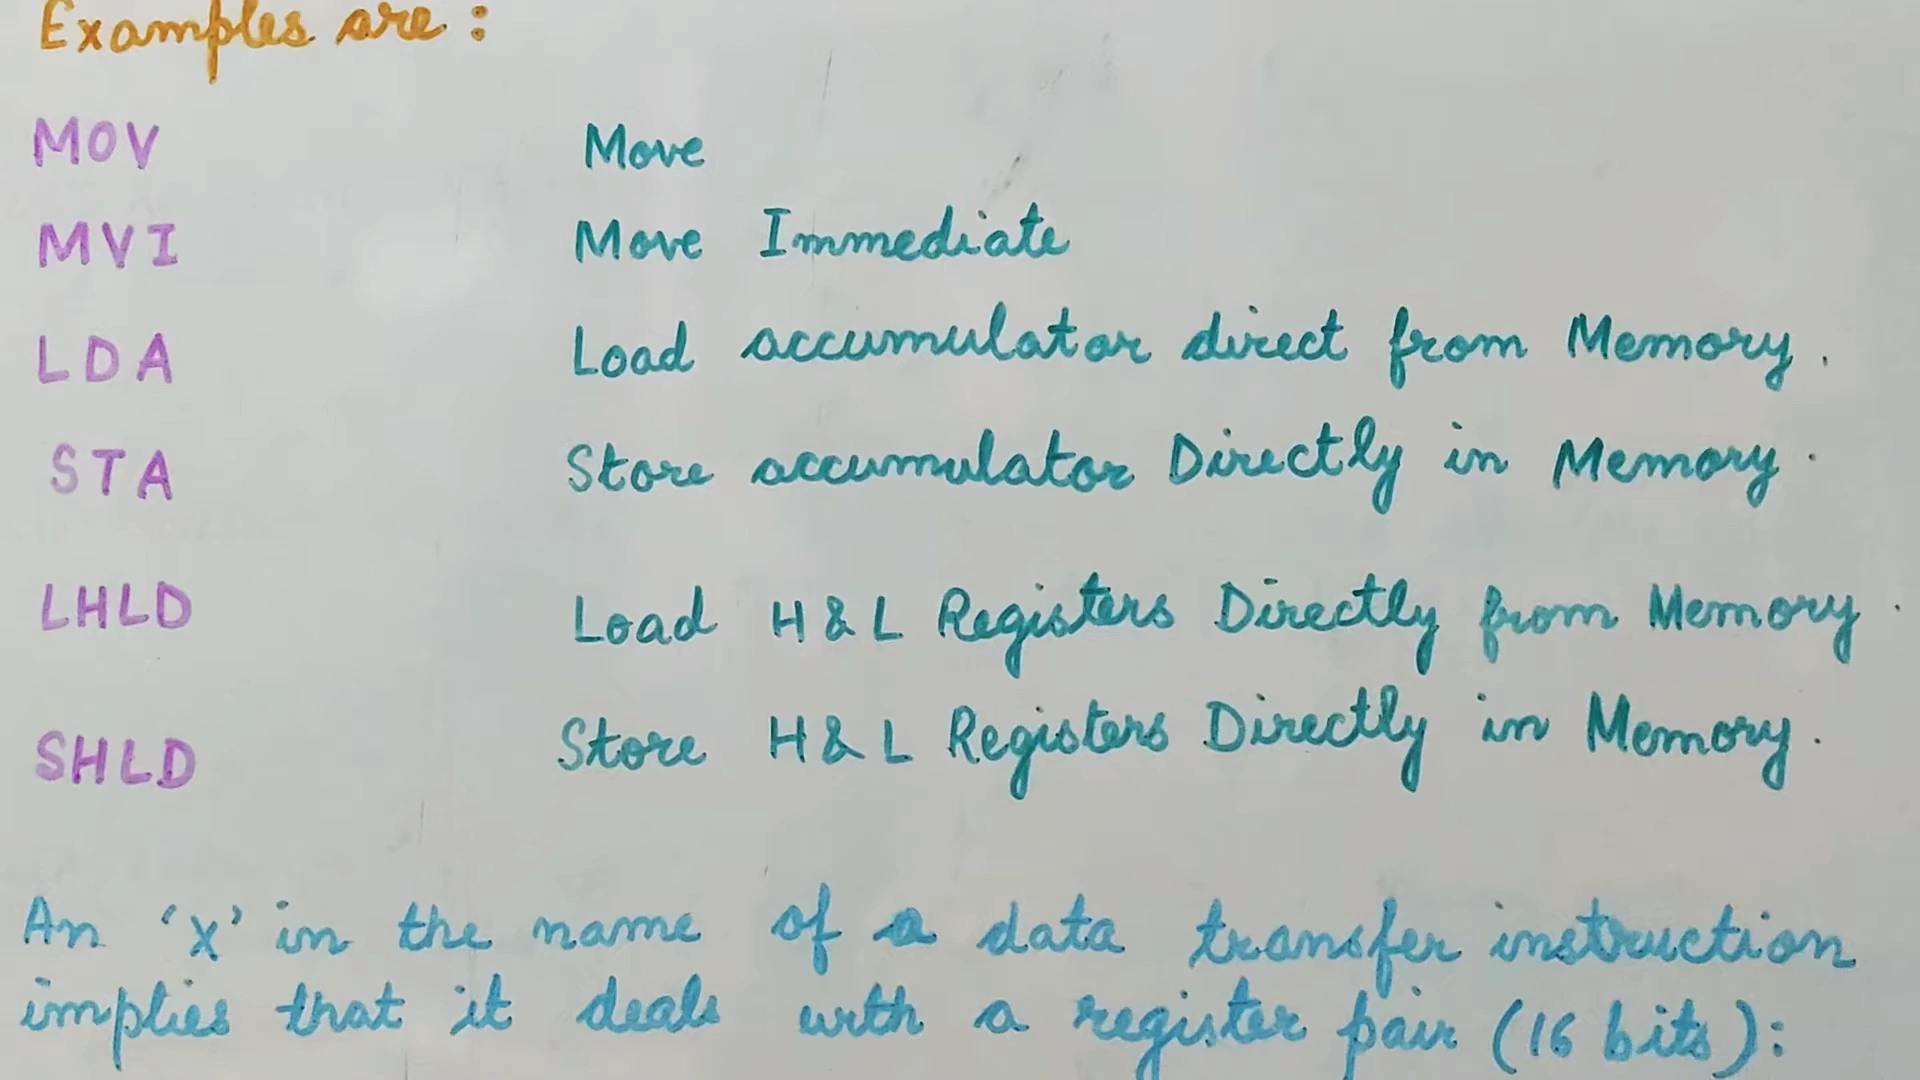 Examples are :
MOV Move
MVI Move Immediate
LDA Load accumulator direct from Memory.
STA Store accumulator Directly in Memory.
LHLD Load H & L Registers Directly from Memory.
SHLD Store H & L Registers Directly in Memory.
An 'X' in the name of a data transfer instruction
implies that it deals with a register pair (16 bits):